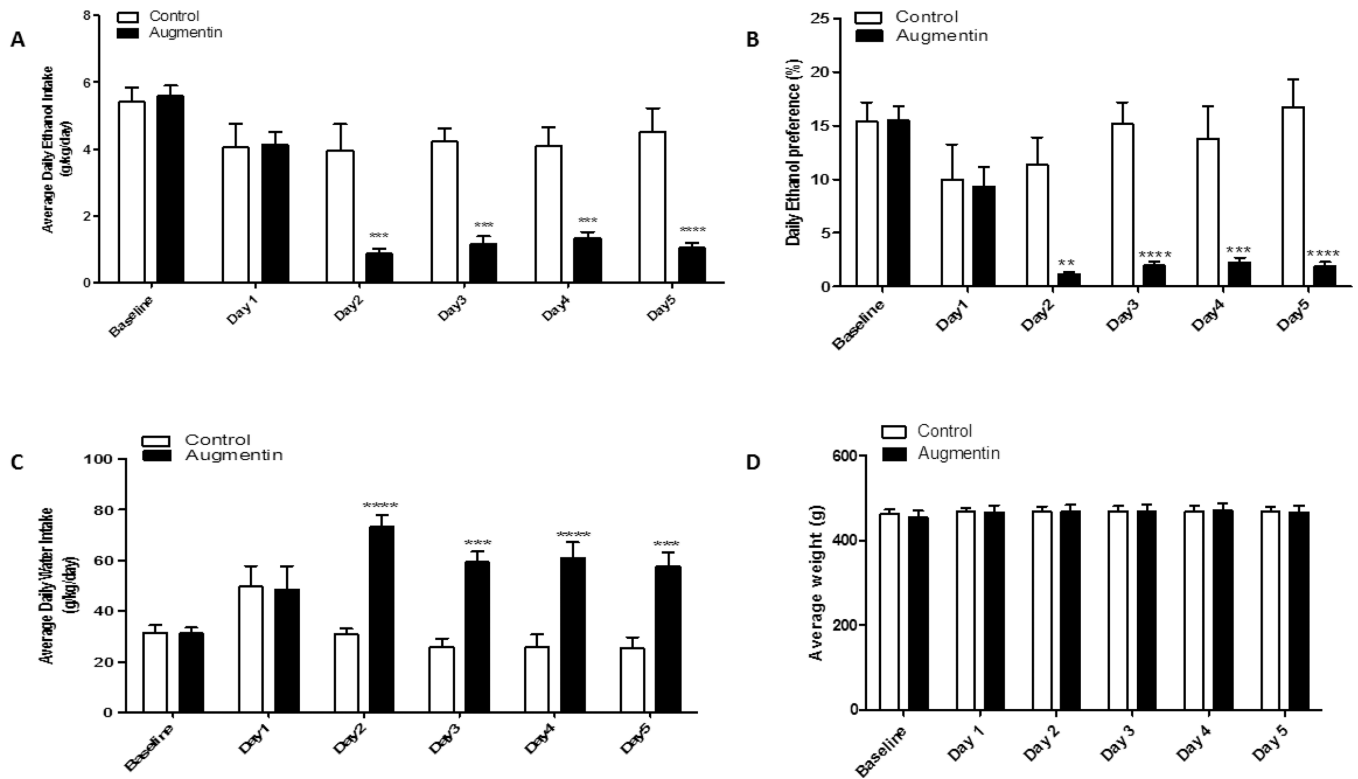 A
Control
Augmentin
Average Daily Ethanol Intake
(g/kg/day)
8
6
4
2
0
Baseline
Day1
Day2
Day3
Day4
Day5
***
***
***
****
B
Control
Augmentin
Daily Ethanol preference (%)
25
20
15
10
5
0
Baseline
Day1
Day2
Day3
Day4
Day5
**
****
***
****
C
Control
Augmentin
Average Daily Water Intake
(g/kg/day)
100
80
60
40
20
0
Baseline
Day1
Day2
Day3
Day4
Day5
****
***
****
***
D
Control
Augmentin
Average weight (g)
600
400
200
0
Baseline
Day 1
Day 2
Day 3
Day 4
Day 5